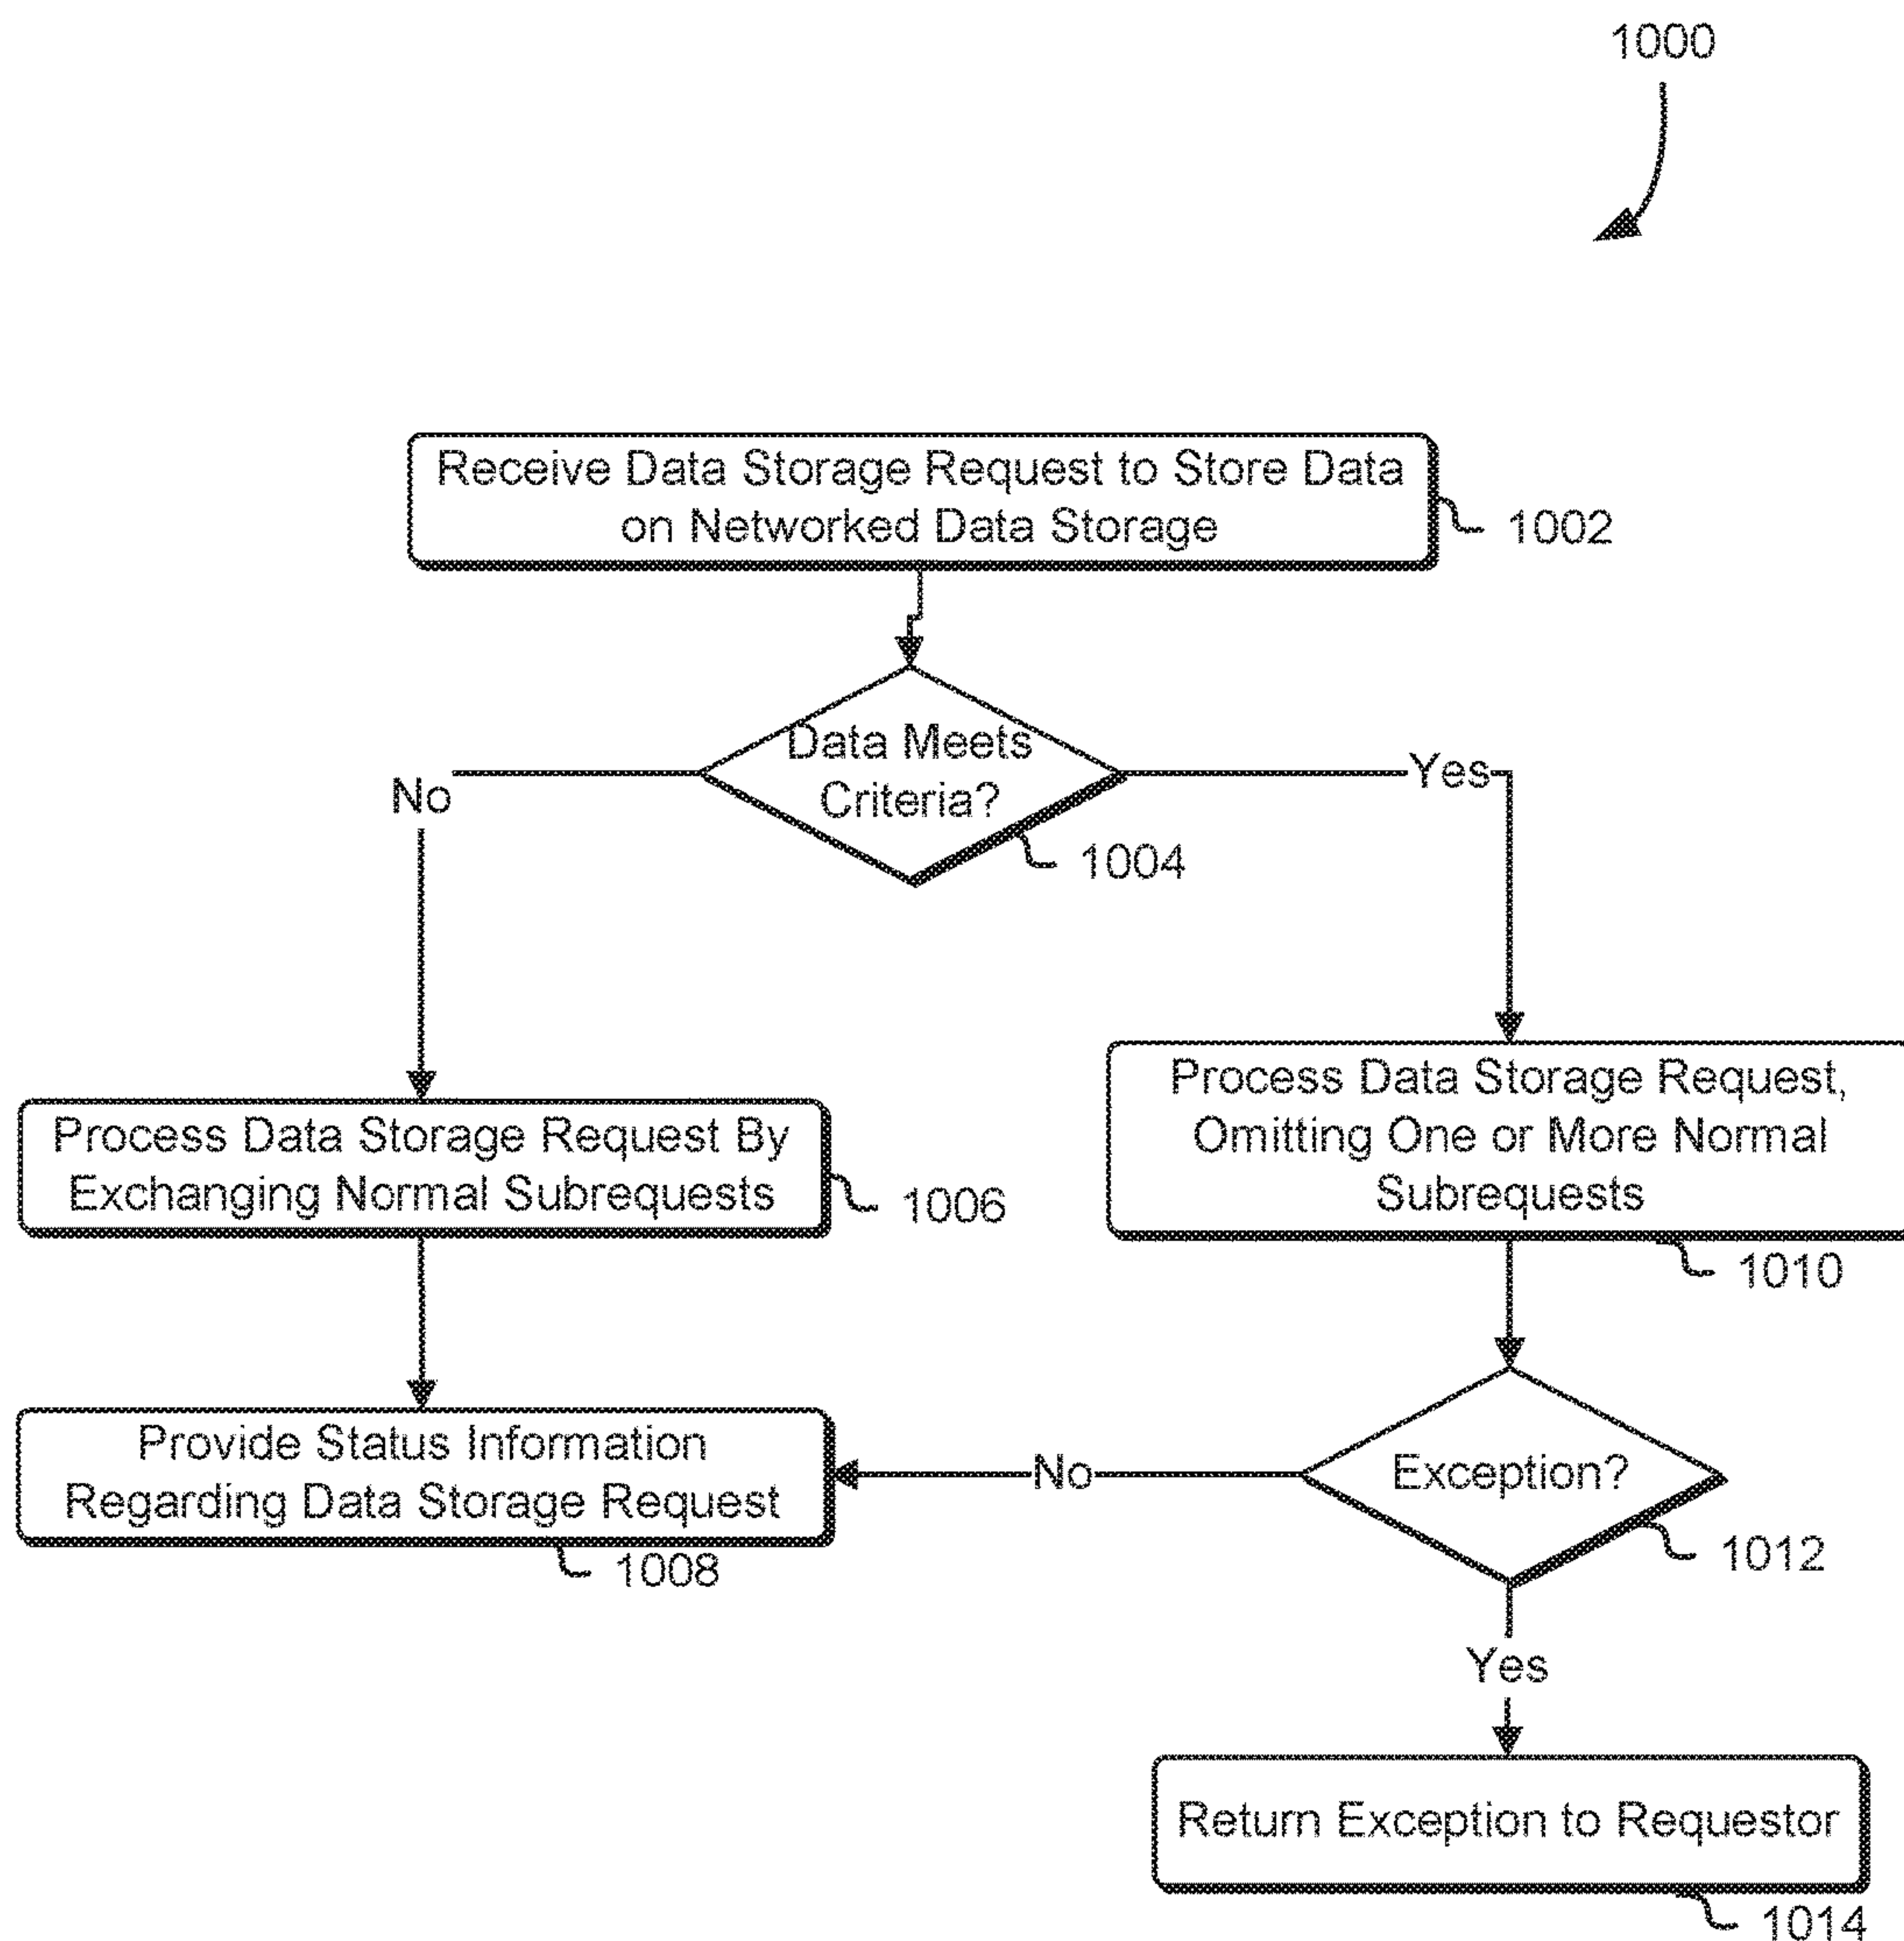 1000
Receive Data Storage Request to Store Data
on Networked Data Storage
1002
Data Meets
Criteria?
1004
No
Yes
Process Data Storage Request By
Exchanging Normal Subrequests
1006
Process Data Storage Request,
Omitting One or More Normal
Subrequests
1010
Provide Status Information
Regarding Data Storage Request
1008
No
Exception?
1012
Yes
Return Exception to Requestor
1014